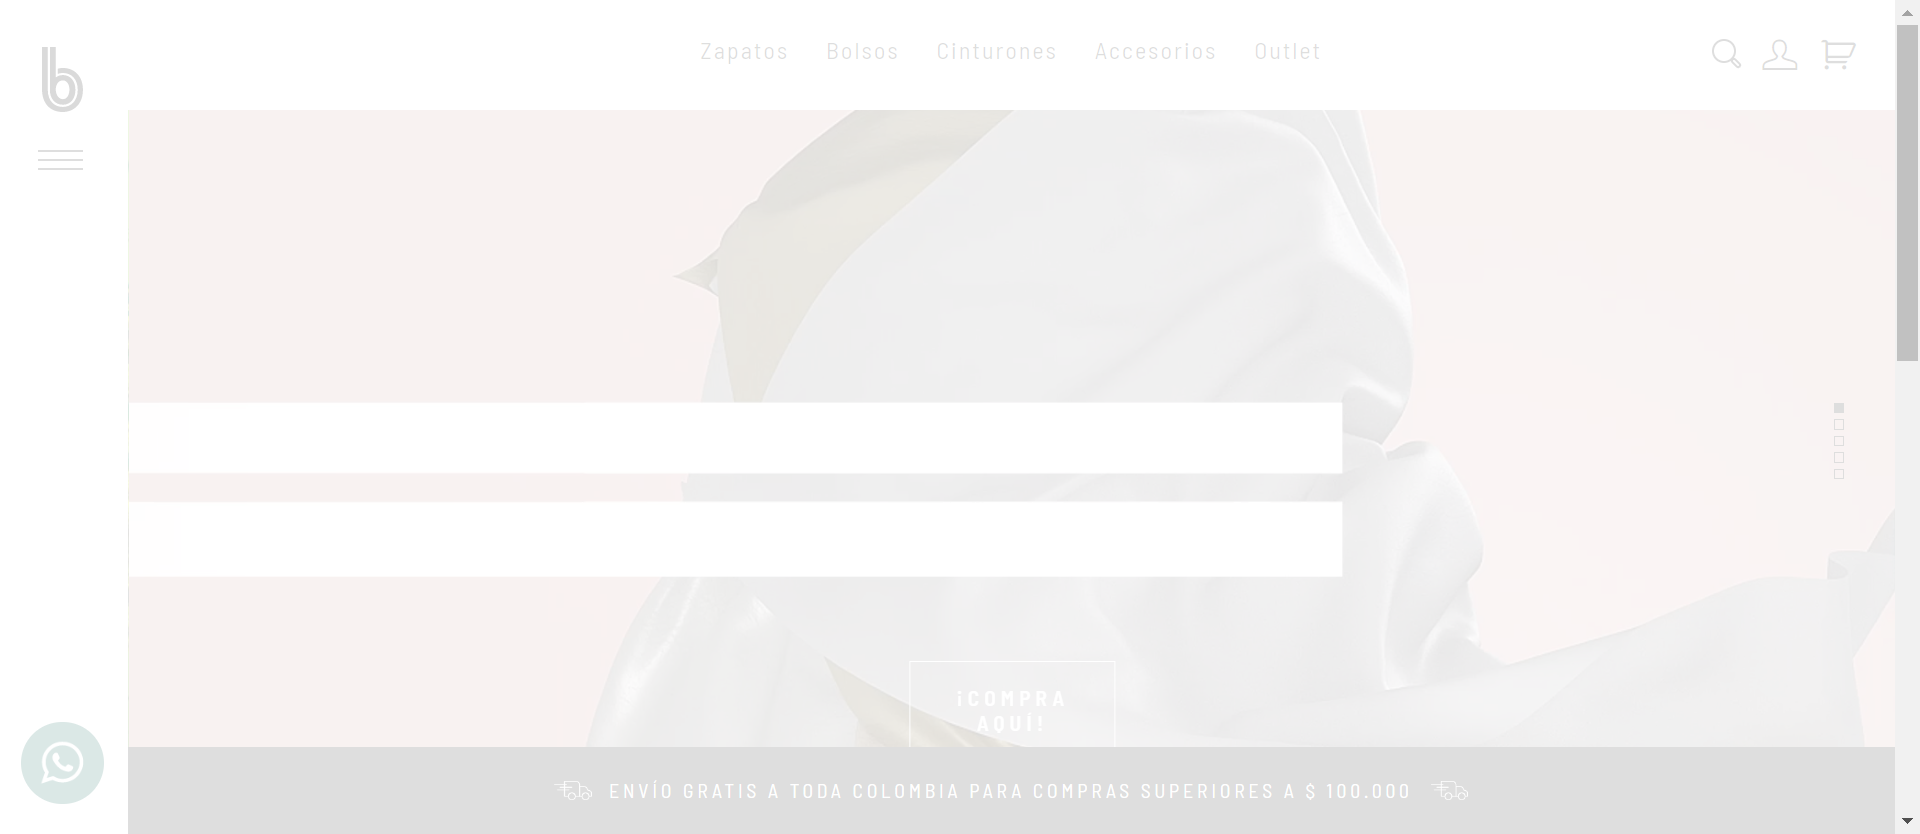 Zapatos Bolsos Cinturones Accesorios Outlet
b
¡COMPRA
AQUÍ!
ENVÍO GRATIS A TODA COLOMBIA PARA COMPRAS SUPERIORES A $ 100.000